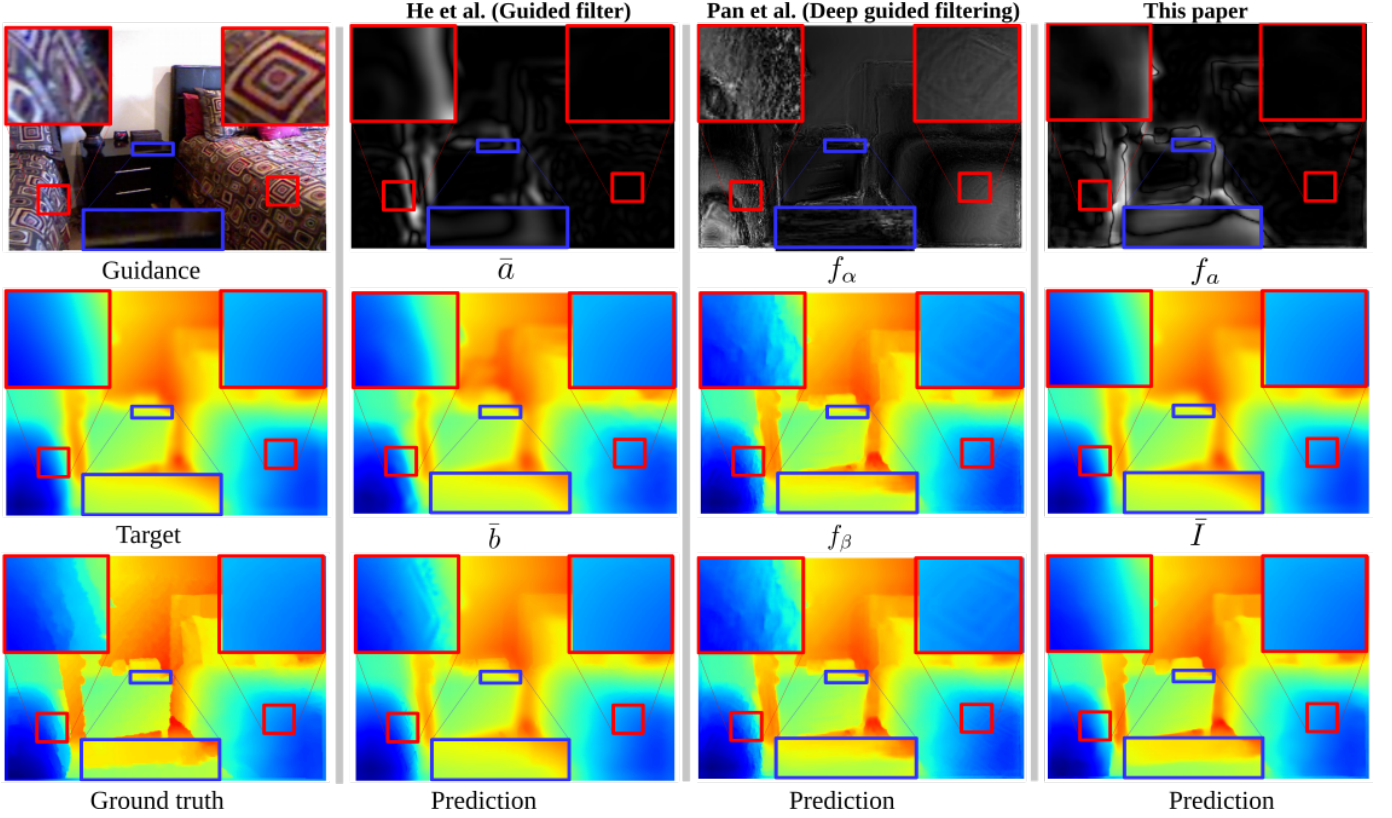 He et al. (Guided filter) Pan et al. (Deep guided filtering) This paper
Guidance ā f_α f_a
Target b̄ f_β Ī
Ground truth Prediction Prediction Prediction